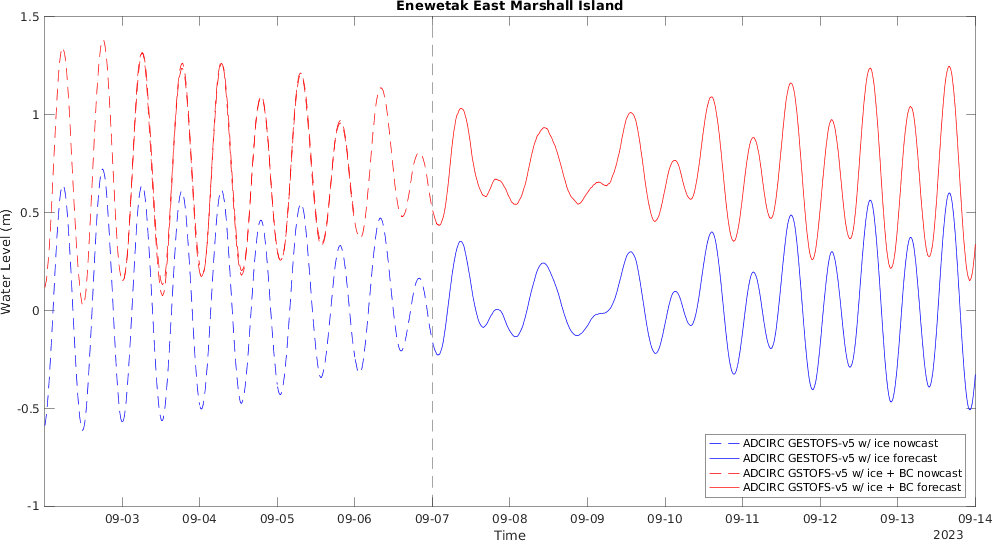 Enewetak East Marshall Island
1.5
1
0.5
0
-0.5
-1
Water Level (m)
09-03 09-04 09-05 09-06 09-07 09-08 09-09 09-10 09-11 09-12 09-13 09-14
Time
2023
ADCIRC GESTOFS-v5 w/ ice nowcast
ADCIRC GESTOFS-v5 w/ ice forecast
ADCIRC GSTOFS-v5 w/ ice + BC nowcast
ADCIRC GSTOFS-v5 w/ ice + BC forecast